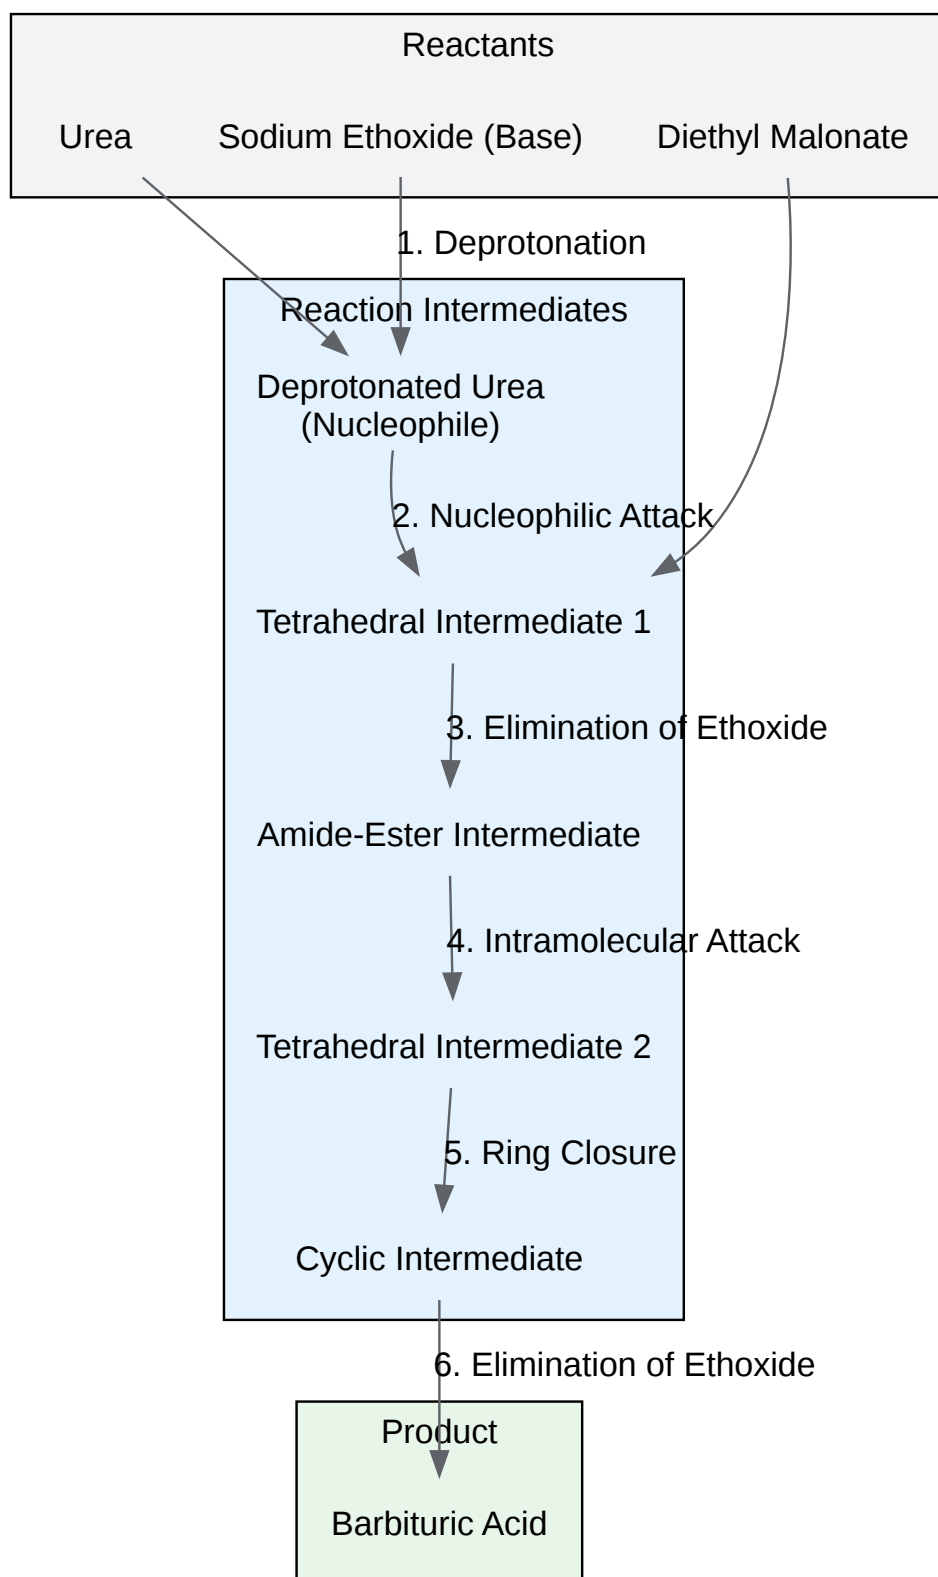 Reactants
Urea
Sodium Ethoxide (Base)
Diethyl Malonate
1. Deprotonation
Reaction Intermediates
Deprotonated Urea
(Nucleophile)
2. Nucleophilic Attack
Tetrahedral Intermediate 1
3. Elimination of Ethoxide
Amide-Ester Intermediate
4. Intramolecular Attack
Tetrahedral Intermediate 2
5. Ring Closure
Cyclic Intermediate
6. Elimination of Ethoxide
Product
Barbituric Acid